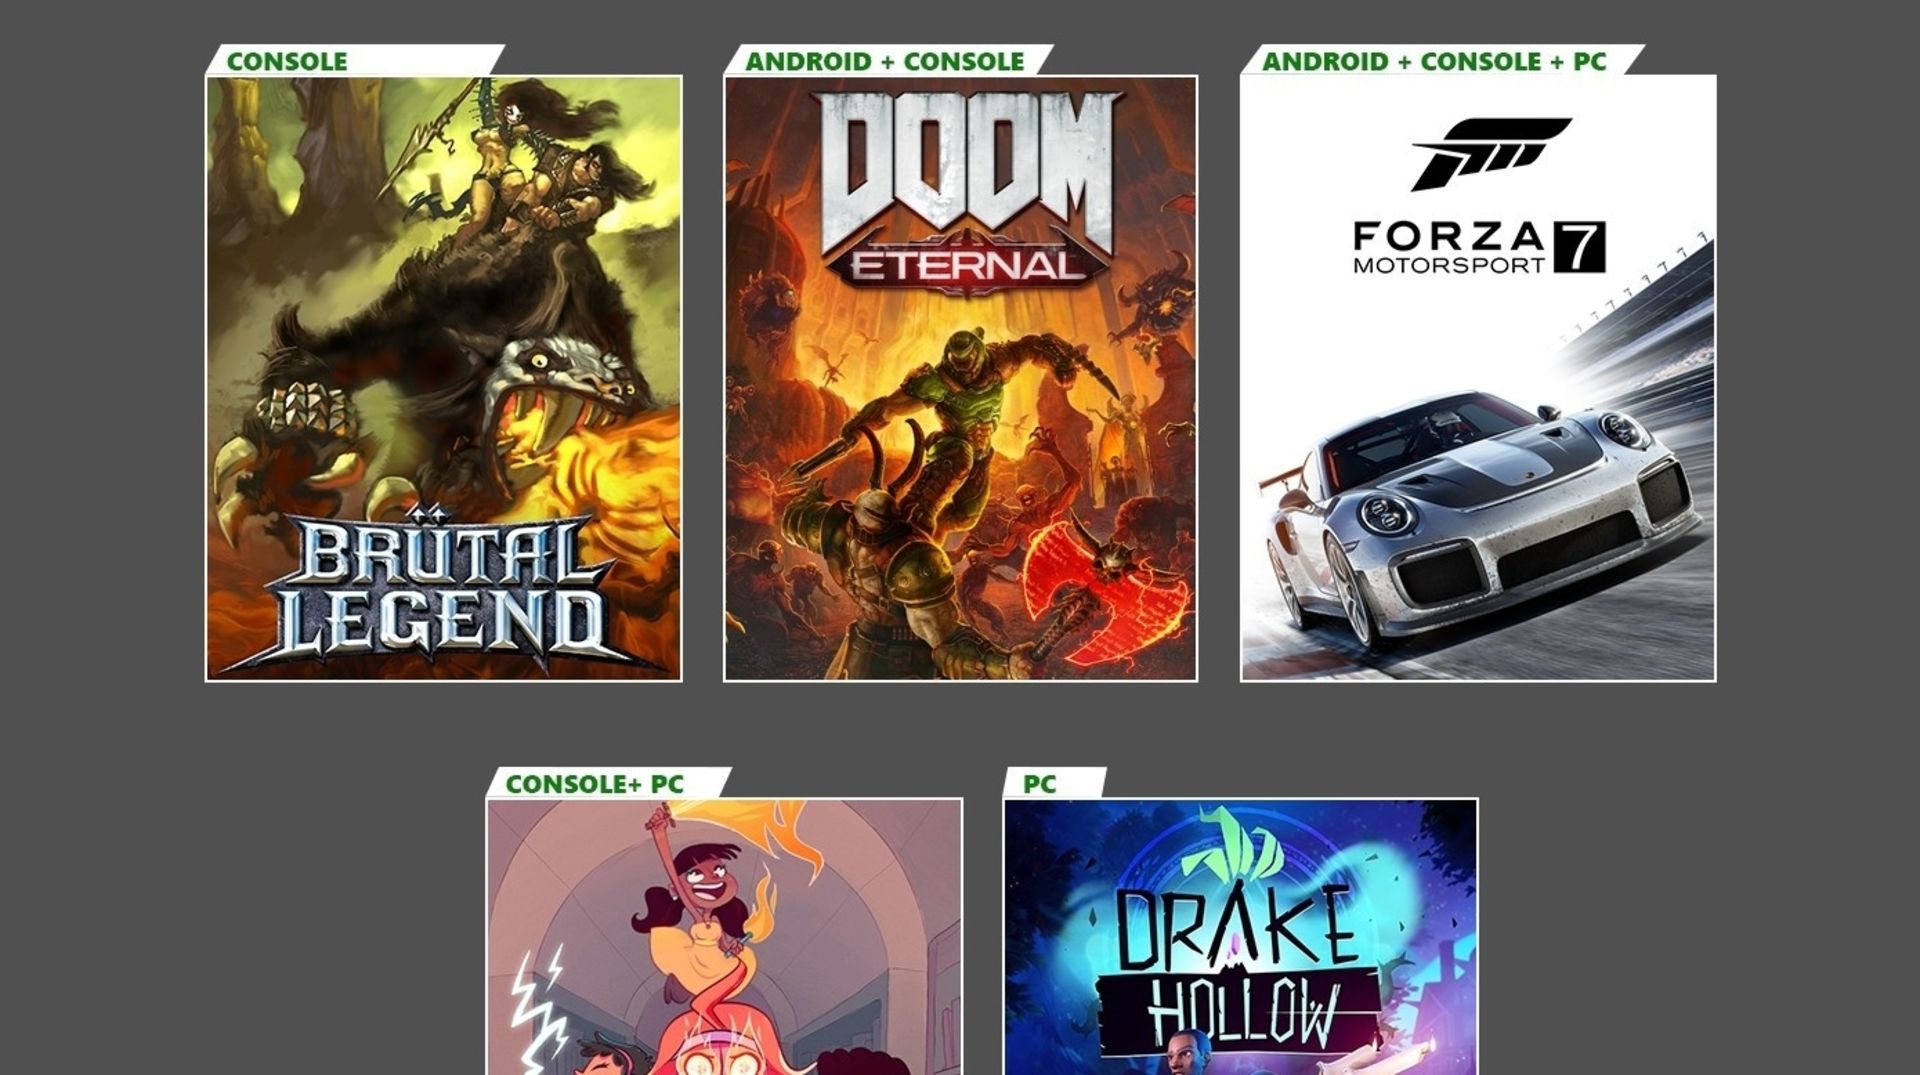 CONSOLE
ANDROID + CONSOLE
ANDROID + CONSOLE + PC
BRÜTAL
LEGEND
DOOM
ETERNAL
FORZA
MOTORSPORT 7
CONSOLE+ PC
PC
DRAKE
HOLLOW